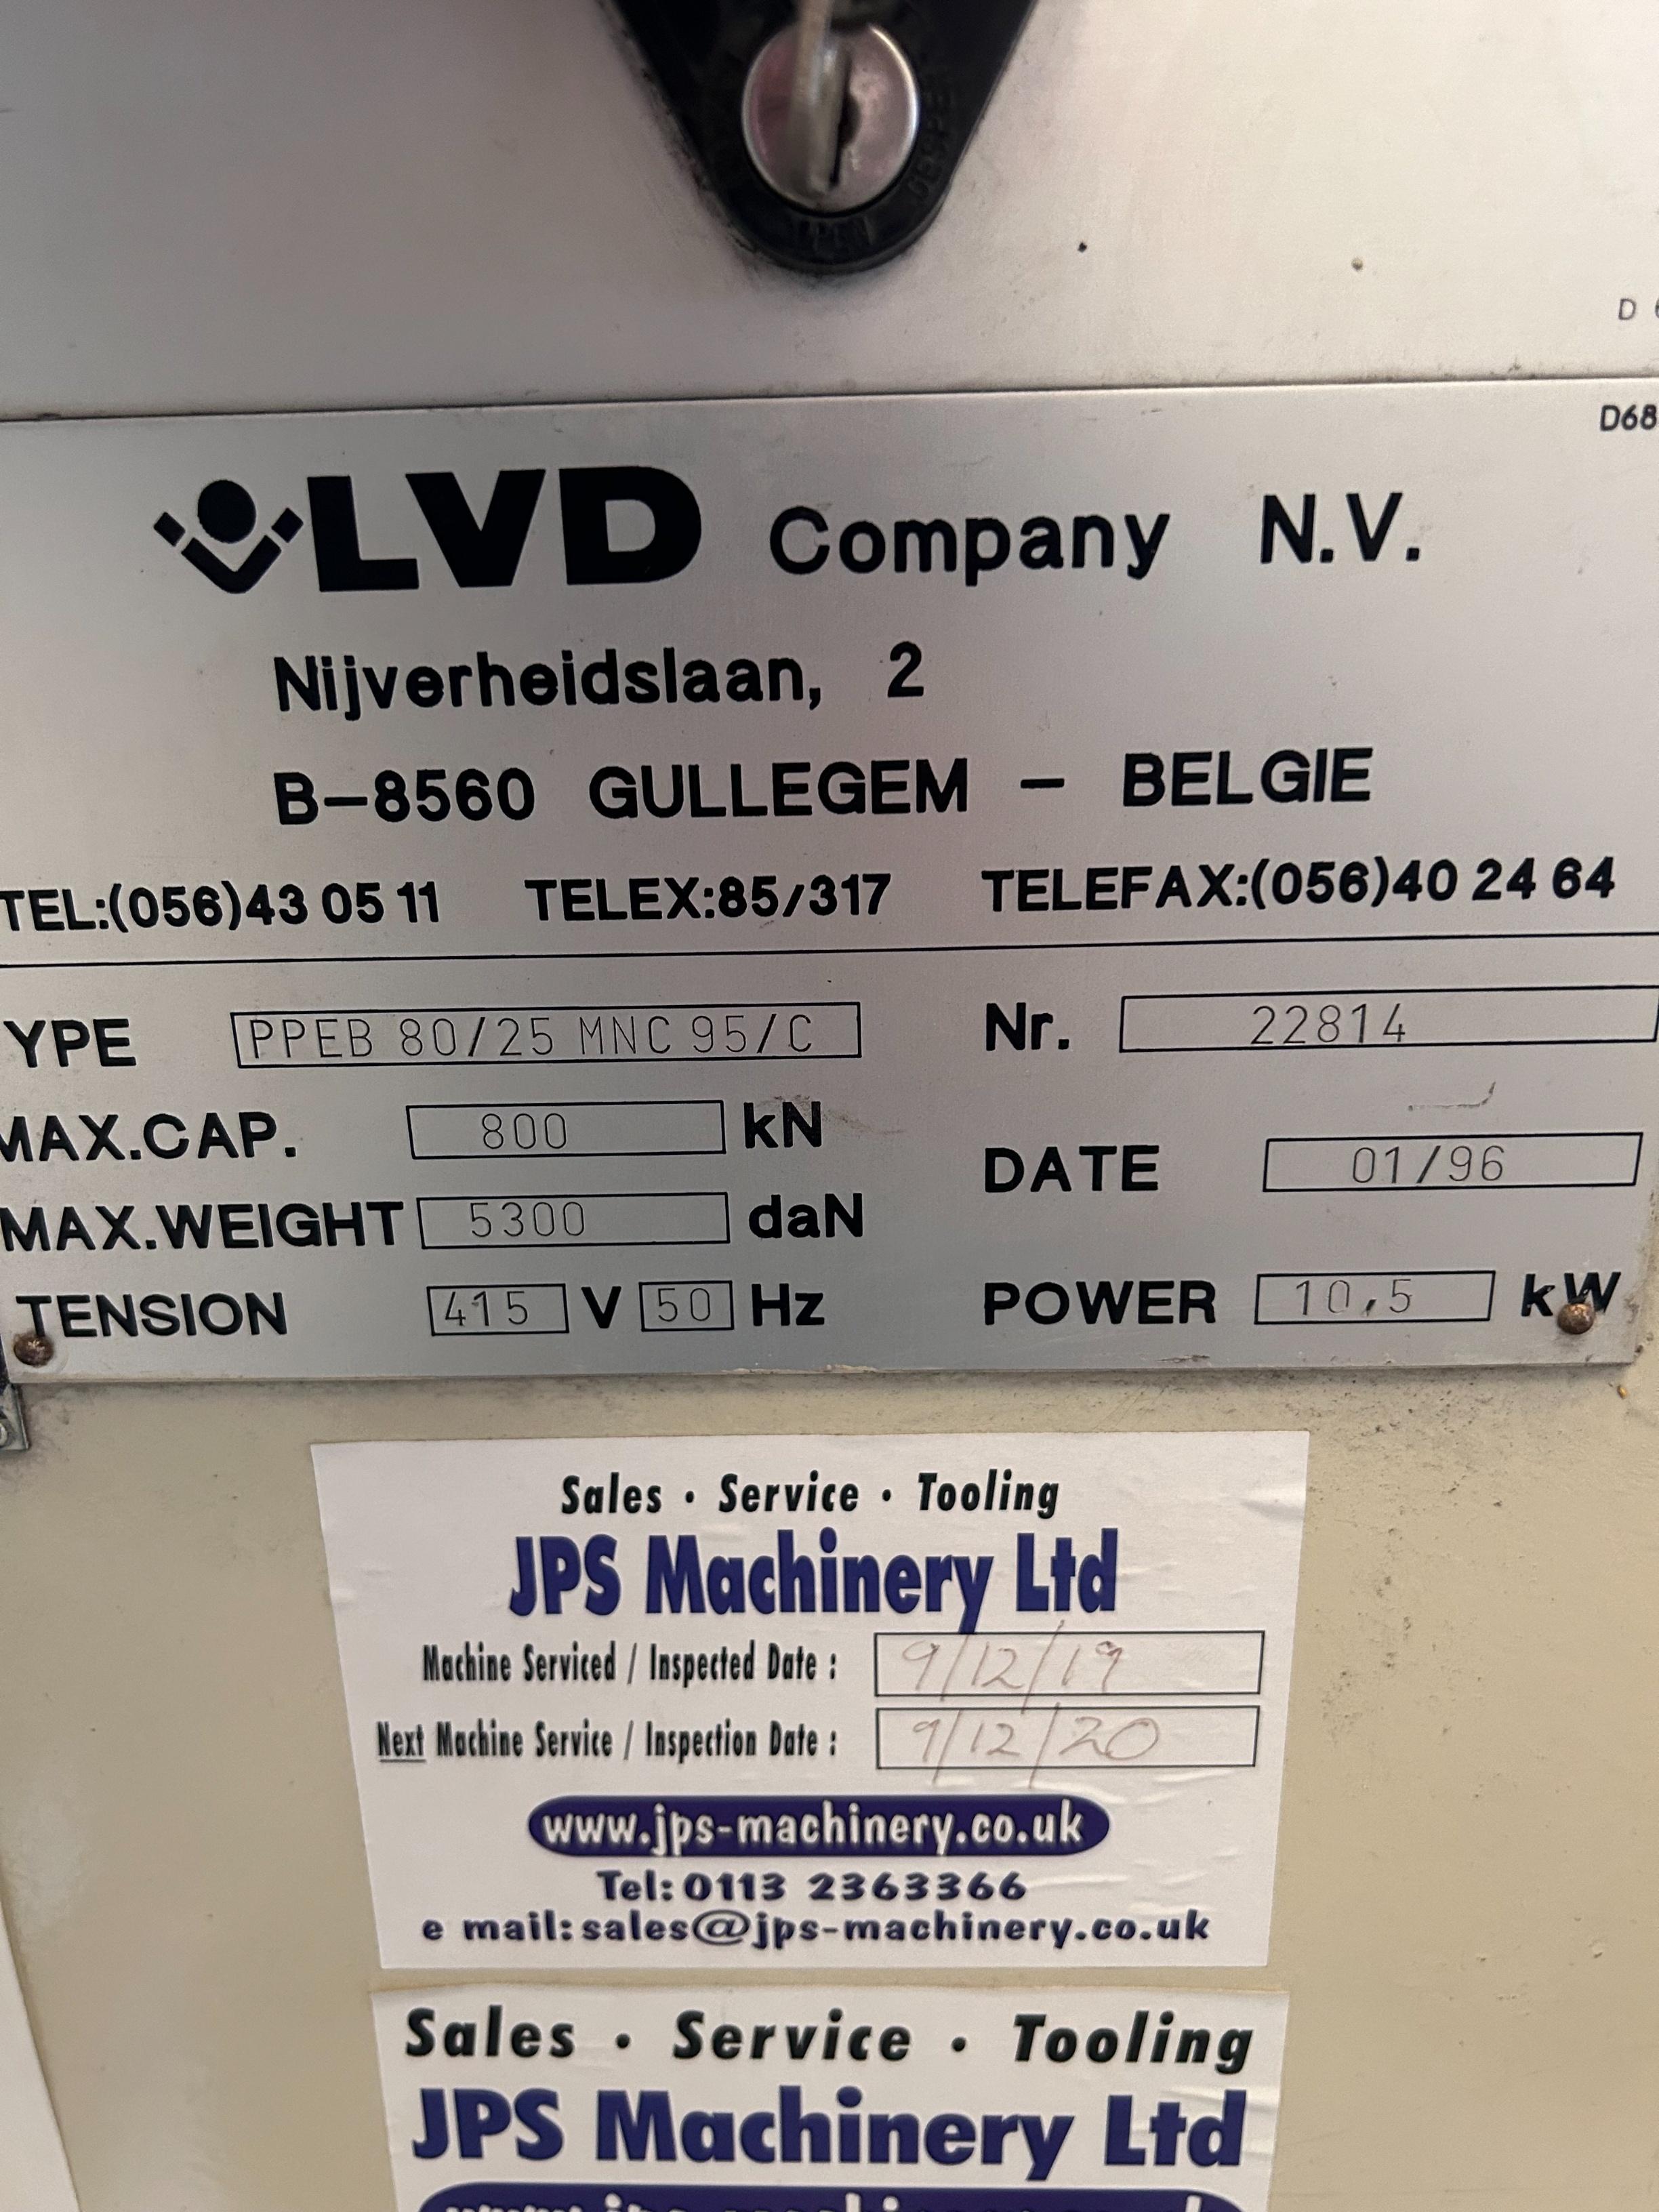 D
D68
LVD Company N.V.
Nijverheidslaan, 2
B-8560 GULLEGEM - BELGIE
TEL:(056)43 05 11 TELEX:85/317 TELEFAX:(056)40 24 64
YPE PPEB 80/25 MNC 95/C Nr. 22814
MAX.CAP. 800 kN
DATE 01/96
MAX.WEIGHT 5300 daN
TENSION 415 V 50 Hz POWER 10,5 kW
Sales · Service · Tooling
JPS Machinery Ltd
Machine Serviced / Inspected Date : 9/12/19
Next Machine Service / Inspection Date : 9/12/20
www.jps-machinery.co.uk
Tel: 0113 2363366
e mail: sales@jps-machinery.co.uk
Sales · Service · Tooling
JPS Machinery Ltd